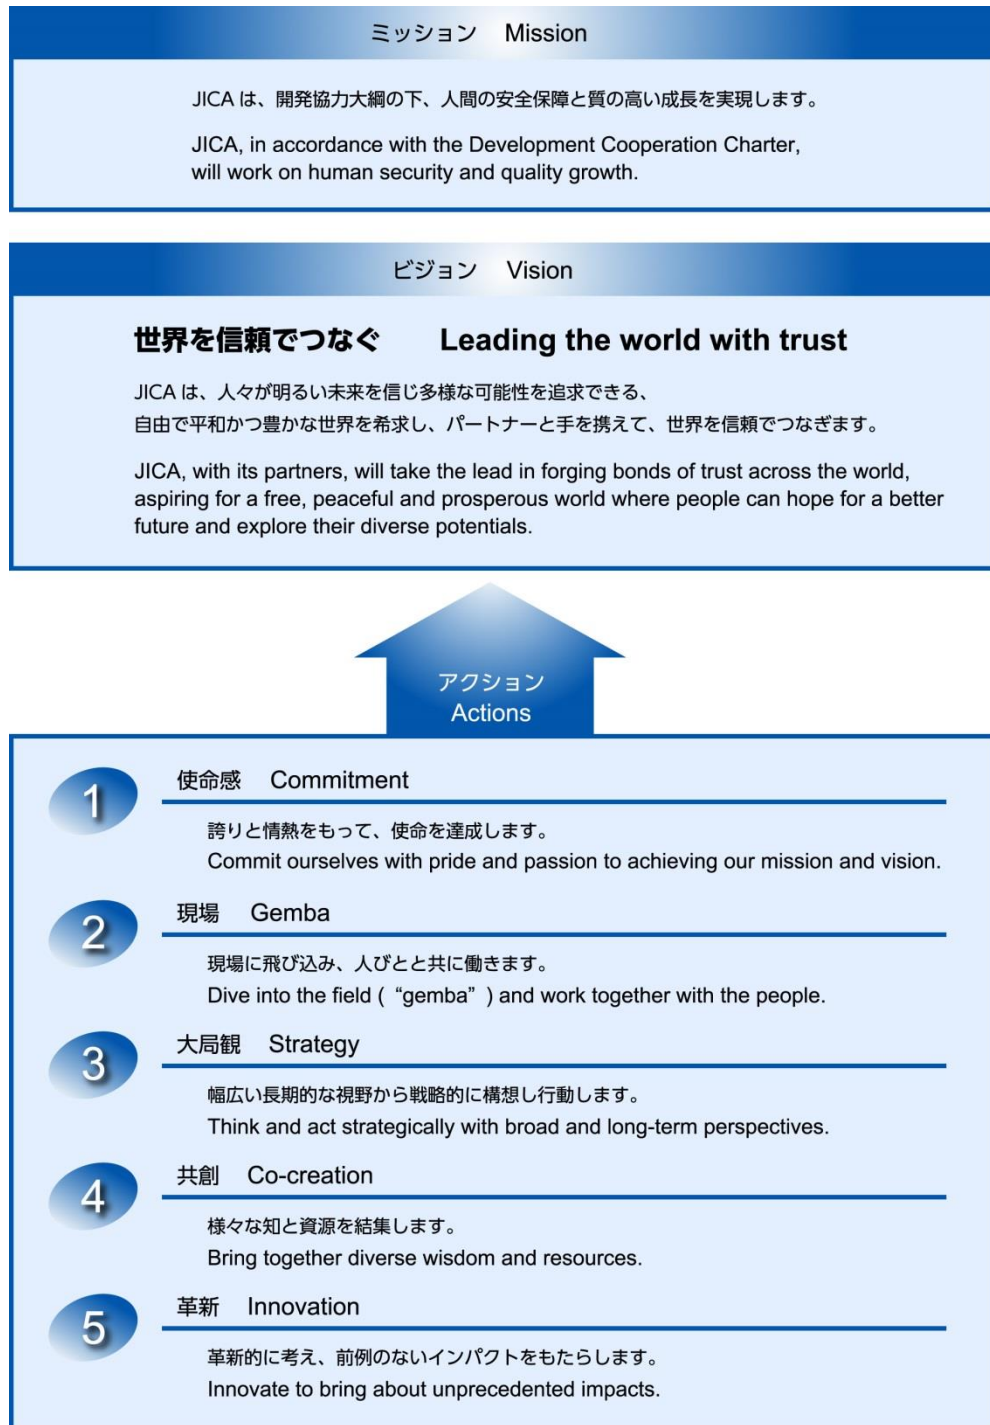 ミッション Mission
JICA は、開発協力大綱の下、人間の安全保障と質の高い成長を実現します。
JICA, in accordance with the Development Cooperation Charter,
will work on human security and quality growth.
ビジョン Vision
世界を信頼でつなぐ Leading the world with trust
JICA は、人々が明るい未来を信じ多様な可能性を追求できる、
自由で平和かつ豊かな世界を希求し、パートナーと手を携えて、世界を信頼でつなぎます。
JICA, with its partners, will take the lead in forging bonds of trust across the world,
aspiring for a free, peaceful and prosperous world where people can hope for a better
future and explore their diverse potentials.
アクション
Actions
1 使命感 Commitment
誇りと情熱をもって、使命を達成します。
Commit ourselves with pride and passion to achieving our mission and vision.
2 現場 Gemba
現場に飛び込み、人びとと共に働きます。
Dive into the field ( “gemba” ) and work together with the people.
3 大局観 Strategy
幅広い長期的な視野から戦略的に構想し行動します。
Think and act strategically with broad and long-term perspectives.
4 共創 Co-creation
様々な知と資源を結集します。
Bring together diverse wisdom and resources.
5 革新 Innovation
革新的に考え、前例のないインパクトをもたらします。
Innovate to bring about unprecedented impacts.